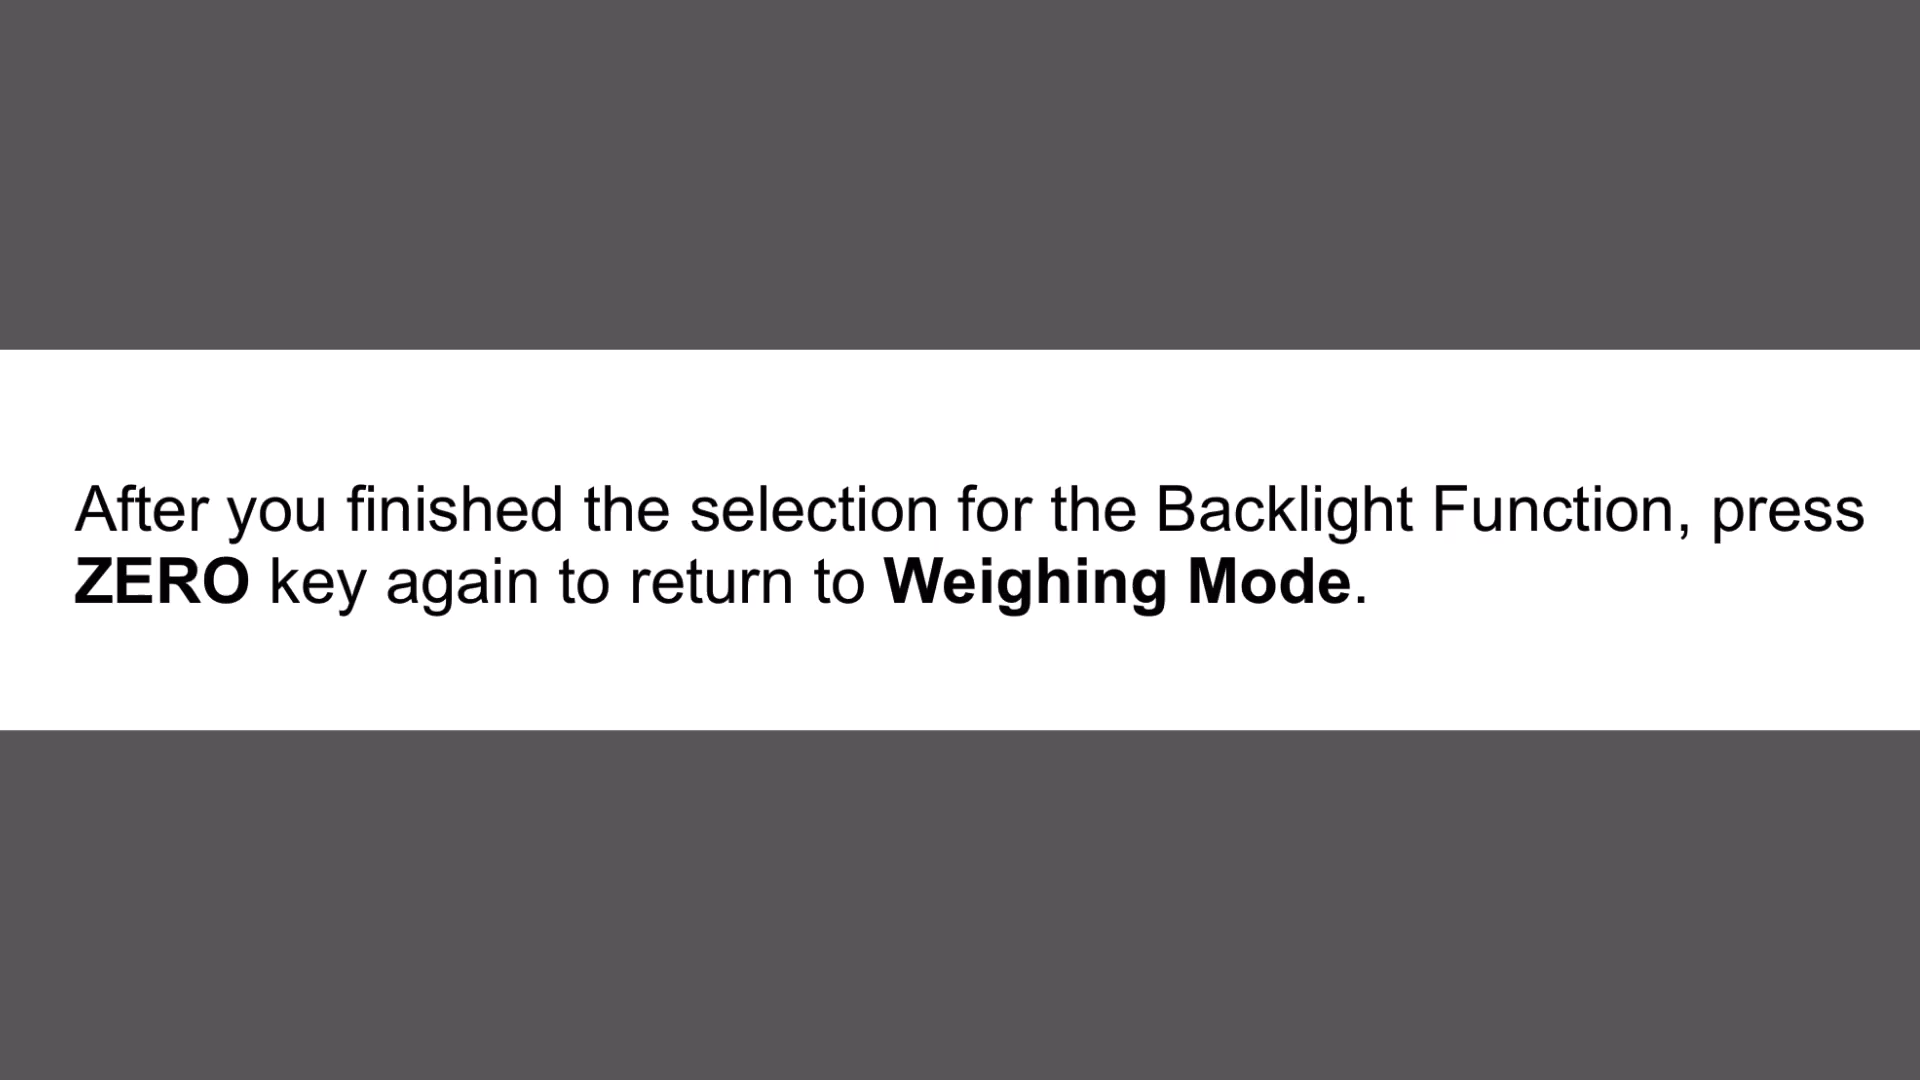 After you finished the selection for the Backlight Function, press
ZERO key again to return to Weighing Mode.